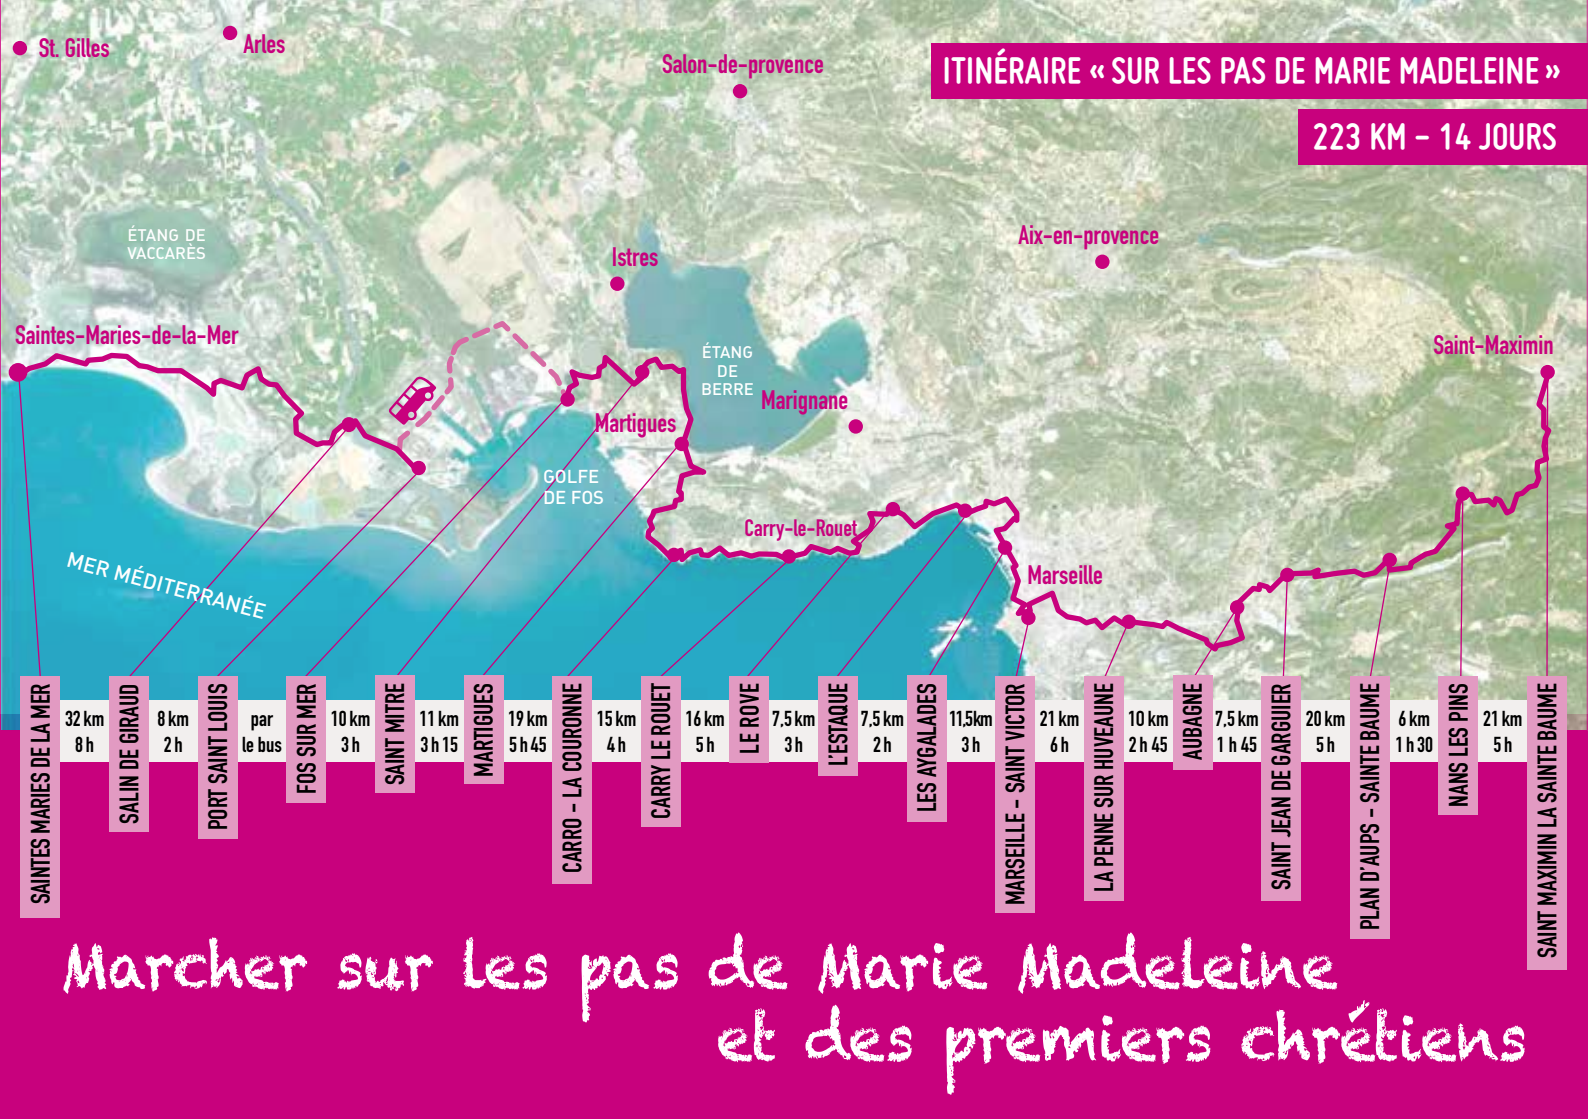 St. Gilles
Arles
Salon-de-provence
ITINÉRAIRE « SUR LES PAS DE MARIE MADELEINE »
223 KM – 14 JOURS
ÉTANG DE
VACCARÈS
Istres
Aix-en-provence
Saintes-Maries-de-la-Mer
ÉTANG
DE
BERRE
Saint-Maximin
Marignane
Martigues
GOLFE
DE FOS
Carry-le-Rouet
MER MÉDITERRANÉE
Marseille
SAINTES MARIES DE LA MER
32 km
8 h
SALIN DE GIRAUD
8 km
2 h
PORT SAINT LOUIS
par
le bus
FOS SUR MER
10 km
3 h
SAINT MITRE
11 km
3 h 15
MARTIGUES
19 km
5 h 45
CARRO – LA COURONNE
15 km
4 h
CARRY LE ROUET
16 km
5 h
LE ROVE
7,5 km
3 h
L'ESTAQUE
7,5 km
2 h
LES AYGALADES
11,5km
3 h
MARSEILLE – SAINT VICTOR
21 km
6 h
LA PENNE SUR HUVEAUNE
10 km
2 h 45
AUBAGNE
7,5 km
1 h 45
SAINT JEAN DE GARGUIER
20 km
5 h
PLAN D'AUPS – SAINTE BAUME
6 km
1 h 30
NANS LES PINS
21 km
5 h
SAINT MAXIMIN LA SAINTE BAUME
Marcher sur les pas de Marie Madeleine
et des premiers chrétiens